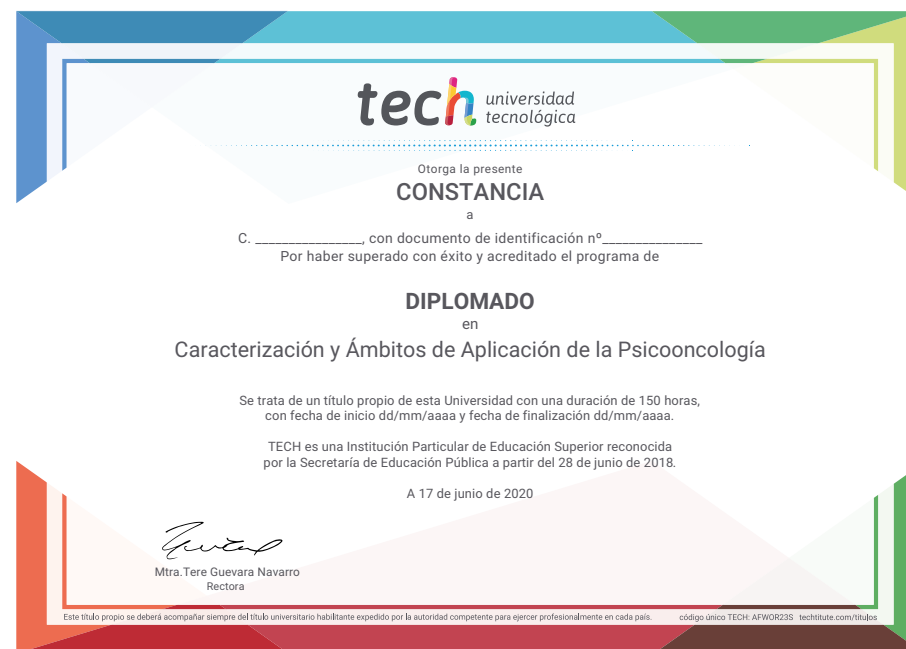 tech universidad
tecnológica
Otorga la presente
CONSTANCIA
a
C. ________________, con documento de identificación nº_______________
Por haber superado con éxito y acreditado el programa de
DIPLOMADO
en
Caracterización y Ámbitos de Aplicación de la Psicooncología
Se trata de un título propio de esta Universidad con una duración de 150 horas,
con fecha de inicio dd/mm/aaaa y fecha de finalización dd/mm/aaaa.
TECH es una Institución Particular de Educación Superior reconocida
por la Secretaría de Educación Pública a partir del 28 de junio de 2018.
A 17 de junio de 2020
Mtra.Tere Guevara Navarro
Rectora
Este título propio se deberá acompañar siempre del título universitario habilitante expedido por la autoridad competente para ejercer profesionalmente en cada país. código único TECH: AFWOR23S techtitute.com/titulos